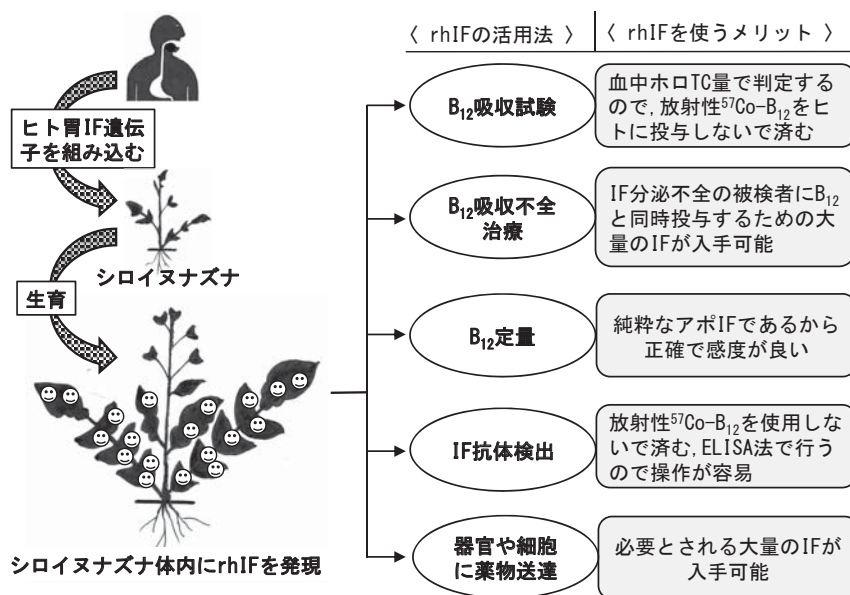 ヒト胃IF遺伝
子を組み込む
シロイヌナズナ
生育
シロイヌナズナ体内にrhIFを発現
〈 rhIFの活用法 〉
〈 rhIFを使うメリット 〉
B₁₂吸収試験
血中ホロTC量で判定する
ので,放射性⁵⁷Co-B₁₂をヒ
トに投与しないで済む
B₁₂吸収不全
治療
IF分泌不全の被検者にB₁₂
と同時投与するための大
量のIFが入手可能
B₁₂定量
純粋なアポIFであるから
正確で感度が良い
IF抗体検出
放射性⁵⁷Co-B₁₂を使用しな
いで済む,ELISA法で行う
ので操作が容易
器官や細胞
に薬物送達
必要とされる大量のIFが
入手可能